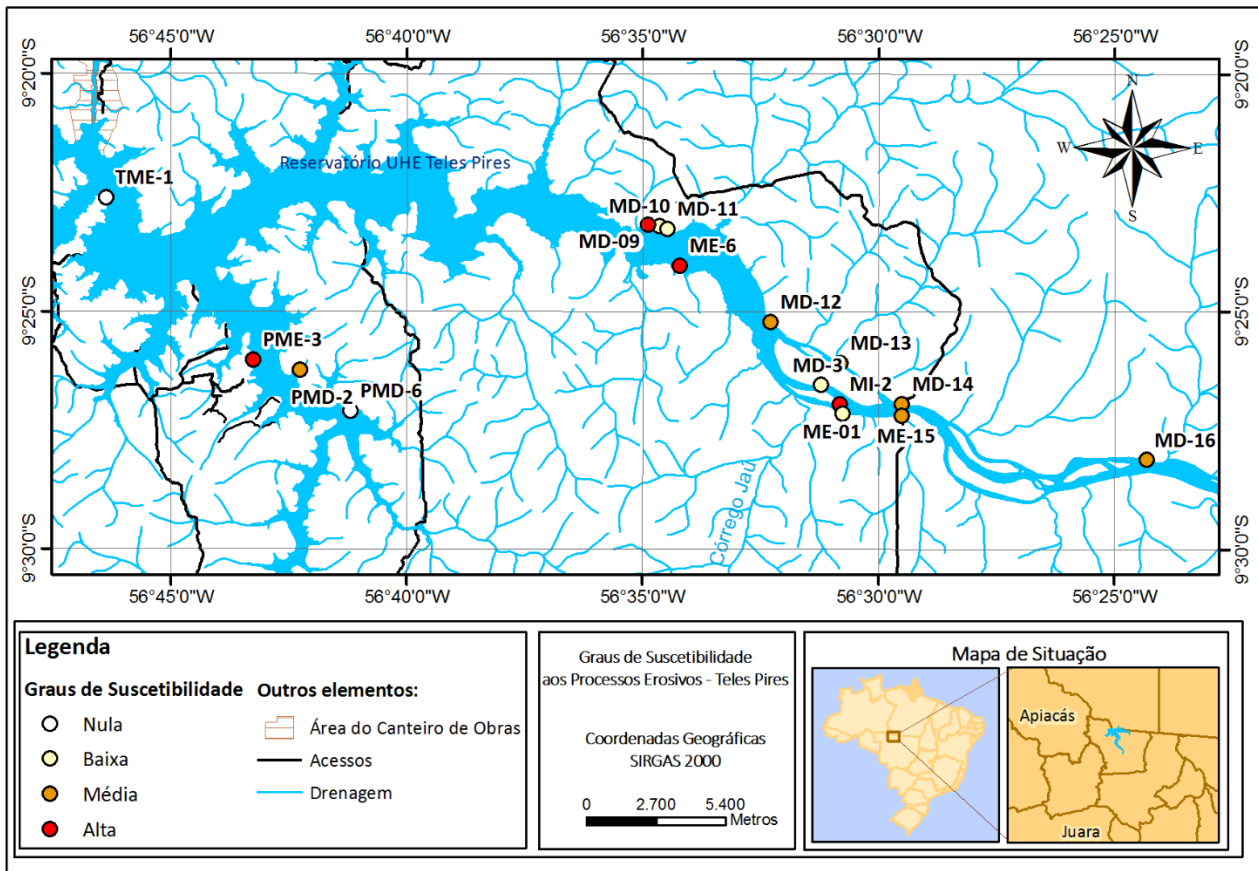 56°45'0"W 56°40'0"W 56°35'0"W 56°30'0"W 56°25'0"W
9°20'0"S 9°20'0"S
N
W E
S
Reservatório UHE Teles Pires
TME-1
MD-10 MD-11
MD-09 ME-6
9°25'0"S 9°25'0"S
MD-12
PME-3 MD-13
MD-3
PMD-2 PMD-6 MI-2 MD-14
ME-01 ME-15
MD-16
Córrego Jaú
9°30'0"S 9°30'0"S
56°45'0"W 56°40'0"W 56°35'0"W 56°30'0"W 56°25'0"W
Legenda
Graus de Suscetibilidade
Nula
Baixa
Média
Alta
Outros elementos:
Área do Canteiro de Obras
Acessos
Drenagem
Graus de Suscetibilidade
aos Processos Erosivos - Teles Pires
Coordenadas Geográficas
SIRGAS 2000
0 2.700 5.400
Metros
Mapa de Situação
Apiacás
Juara